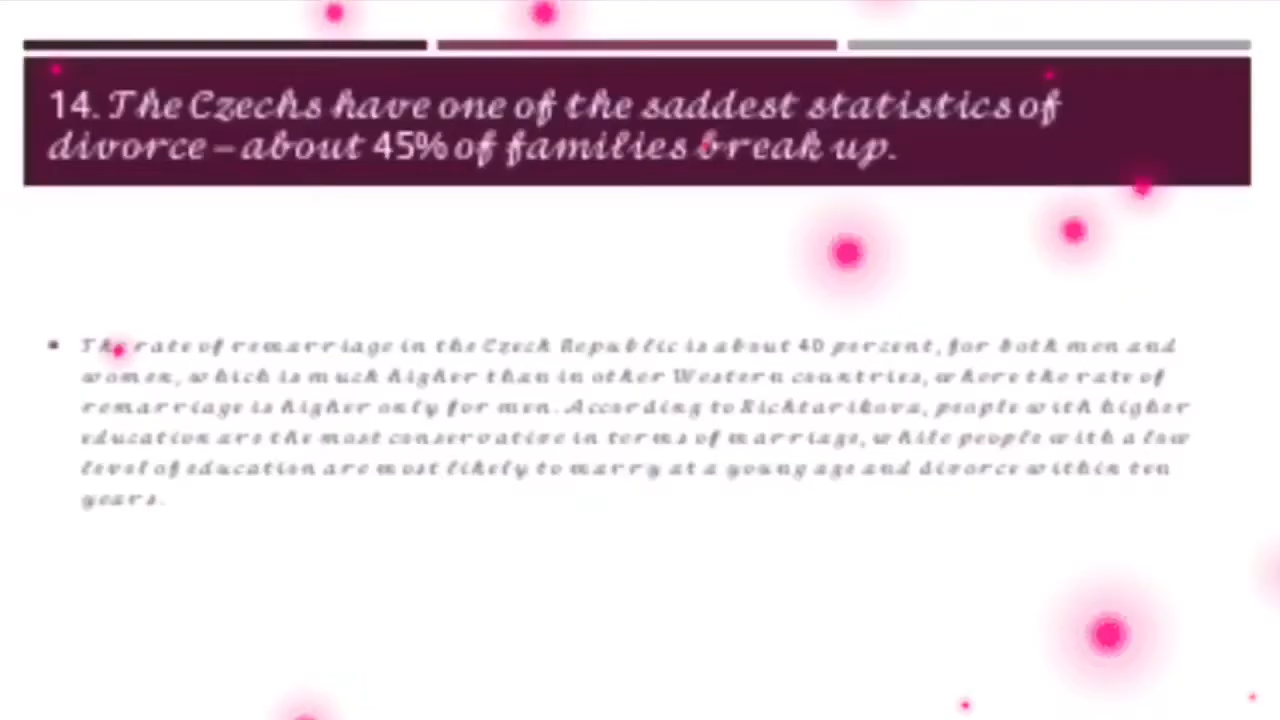 14. The Czechs have one of the saddest statistics of
divorce – about 45% of families break up.
The rate of remarriage in the Czech Republic is about 40 percent, for both men and
women, which is much higher than in other Western countries, where the rate of
remarriage is higher only for men. According to Richtarikova, people with higher
education are the most conservative in terms of marriage, while people with a low
level of education are most likely to marry at a young age and divorce within ten
years.